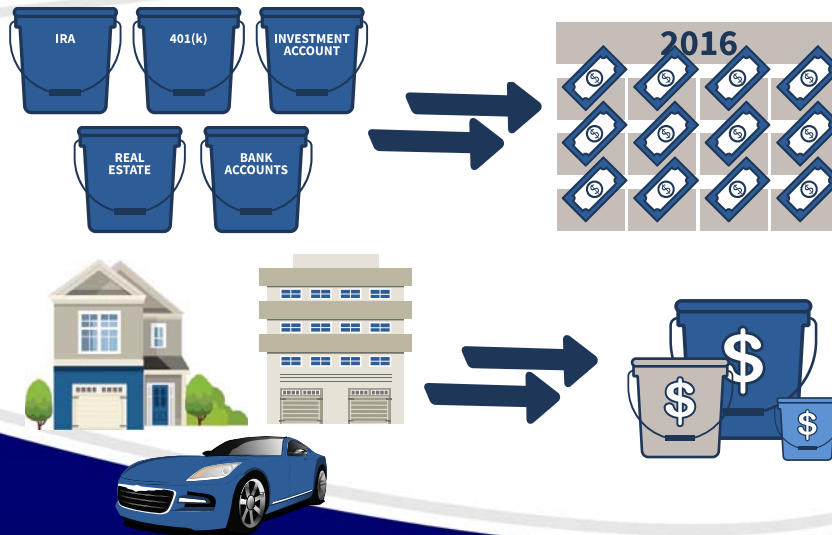 IRA
401(k)
INVESTMENT
ACCOUNT
2016
REAL
ESTATE
BANK
ACCOUNTS
$
$
$